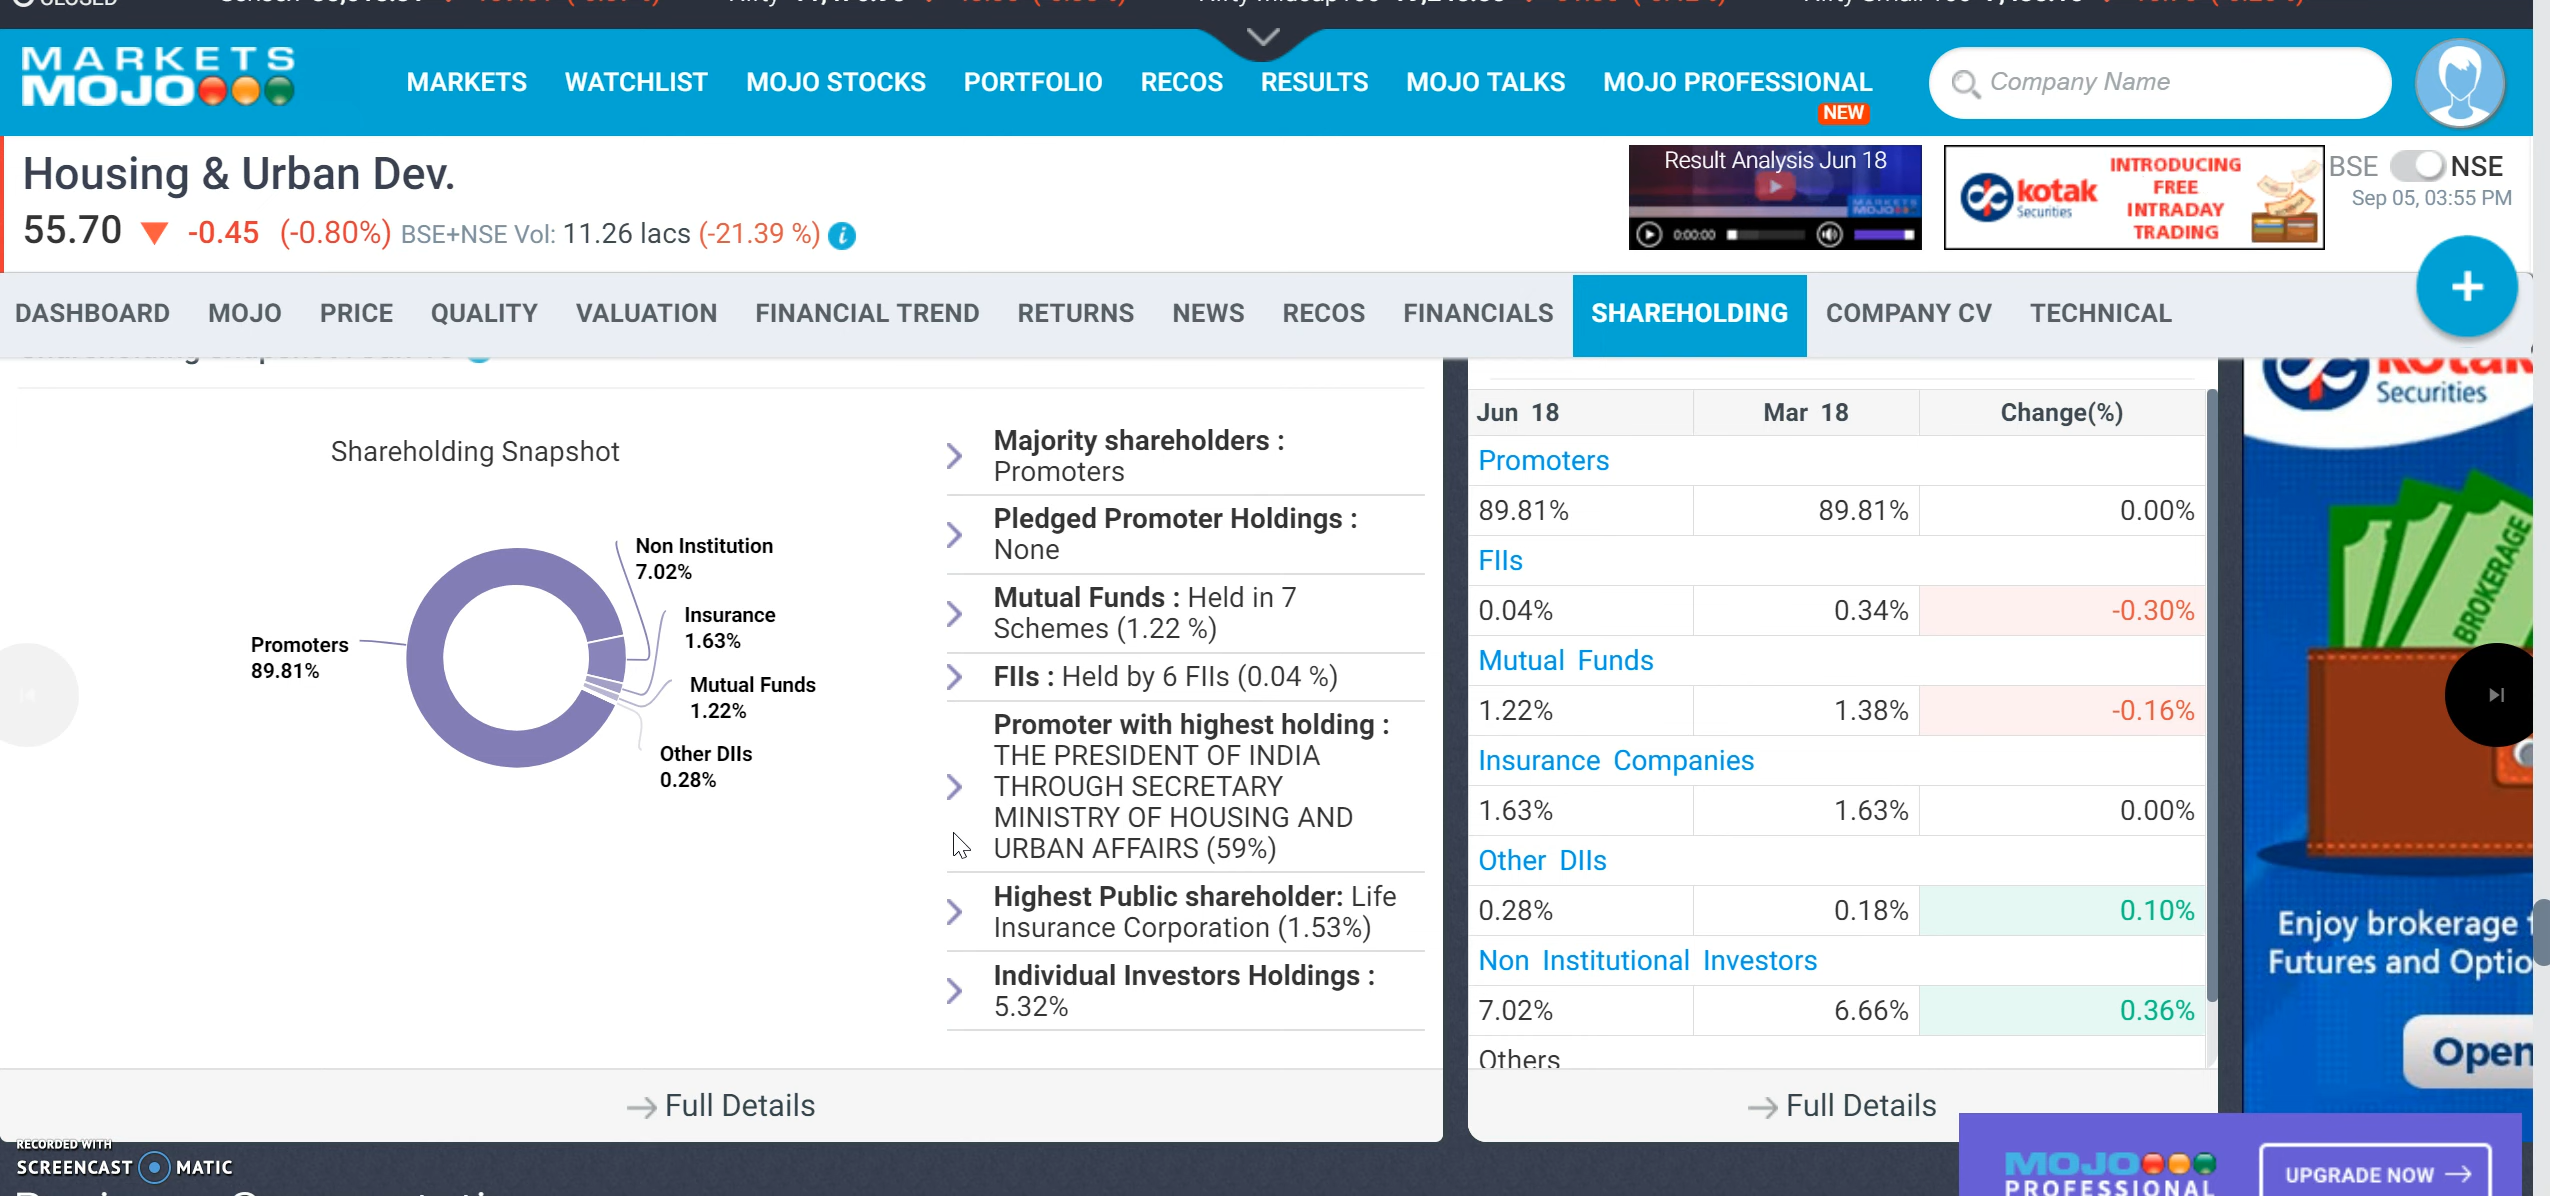 CLOSED
MARKETS
MOJO
MARKETS WATCHLIST MOJO STOCKS PORTFOLIO RECOS RESULTS MOJO TALKS MOJO PROFESSIONAL
NEW
Company Name
Housing & Urban Dev.
55.70 -0.45 (-0.80%) BSE+NSE Vol: 11.26 lacs (-21.39 %)
Result Analysis Jun 18
MARKETS
MOJO
0:00:00
kotak
Securities
INTRODUCING
FREE
INTRADAY
TRADING
BSE NSE
Sep 05, 03:55 PM
DASHBOARD MOJO PRICE QUALITY VALUATION FINANCIAL TREND RETURNS NEWS RECOS FINANCIALS SHAREHOLDING COMPANY CV TECHNICAL
Shareholding Snapshot
Promoters
89.81%
Non Institution
7.02%
Insurance
1.63%
Mutual Funds
1.22%
Other DIIs
0.28%
Majority shareholders :
Promoters
Pledged Promoter Holdings :
None
Mutual Funds : Held in 7
Schemes (1.22 %)
FIIs : Held by 6 FIIs (0.04 %)
Promoter with highest holding :
THE PRESIDENT OF INDIA
THROUGH SECRETARY
MINISTRY OF HOUSING AND
URBAN AFFAIRS (59%)
Highest Public shareholder: Life
Insurance Corporation (1.53%)
Individual Investors Holdings :
5.32%
Full Details
Jun 18 Mar 18 Change(%)
Promoters
89.81% 89.81% 0.00%
FIIs
0.04% 0.34% -0.30%
Mutual Funds
1.22% 1.38% -0.16%
Insurance Companies
1.63% 1.63% 0.00%
Other DIIs
0.28% 0.18% 0.10%
Non Institutional Investors
7.02% 6.66% 0.36%
Others
Full Details
kotak
Securities
BROKERAGE
Enjoy brokerage
Futures and Optio
Open
RECORDED WITH
SCREENCAST MATIC
MOJO
PROFESSIONAL
UPGRADE NOW